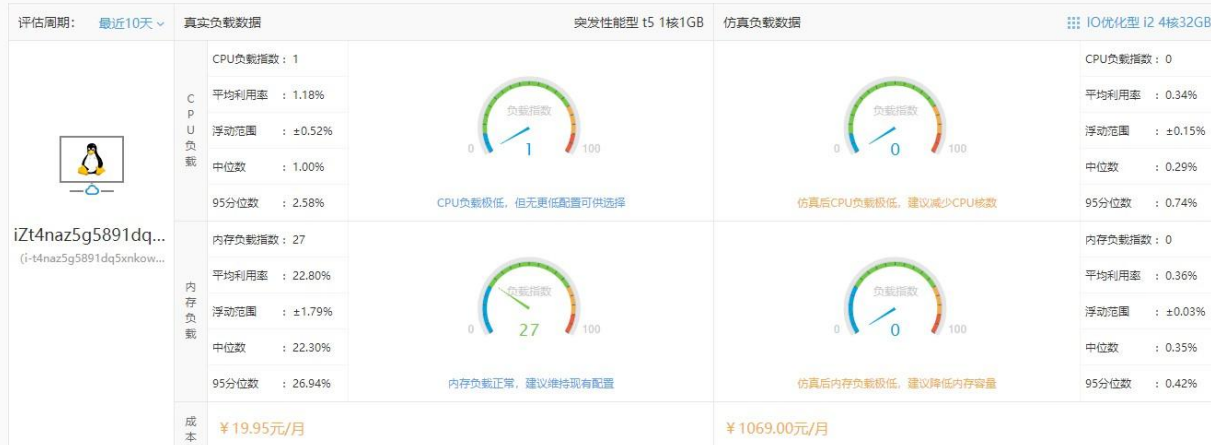 评估周期： 最近10天
真实负载数据 突发性能型 t5 1核1GB
仿真负载数据 IO优化型 i2 4核32GB
iZt4naz5g5891dq...
(i-t4naz5g5891dq5xnkow...
CPU负载
CPU负载指数： 1
平均利用率 ： 1.18%
浮动范围 ： ±0.52%
中位数 ： 1.00%
95分位数 ： 2.58%
负载指数
0 1 100
CPU负载极低，但无更低配置可供选择
负载指数
0 0 100
仿真后CPU负载极低，建议减少CPU核数
CPU负载指数： 0
平均利用率 ： 0.34%
浮动范围 ： ±0.15%
中位数 ： 0.29%
95分位数 ： 0.74%
内存负载
内存负载指数： 27
平均利用率 ： 22.80%
浮动范围 ： ±1.79%
中位数 ： 22.30%
95分位数 ： 26.94%
负载指数
0 27 100
内存负载正常，建议维持现有配置
负载指数
0 0 100
仿真后内存负载极低，建议降低内存容量
内存负载指数： 0
平均利用率 ： 0.36%
浮动范围 ： ±0.03%
中位数 ： 0.35%
95分位数 ： 0.42%
成本
￥19.95元/月
￥1069.00元/月